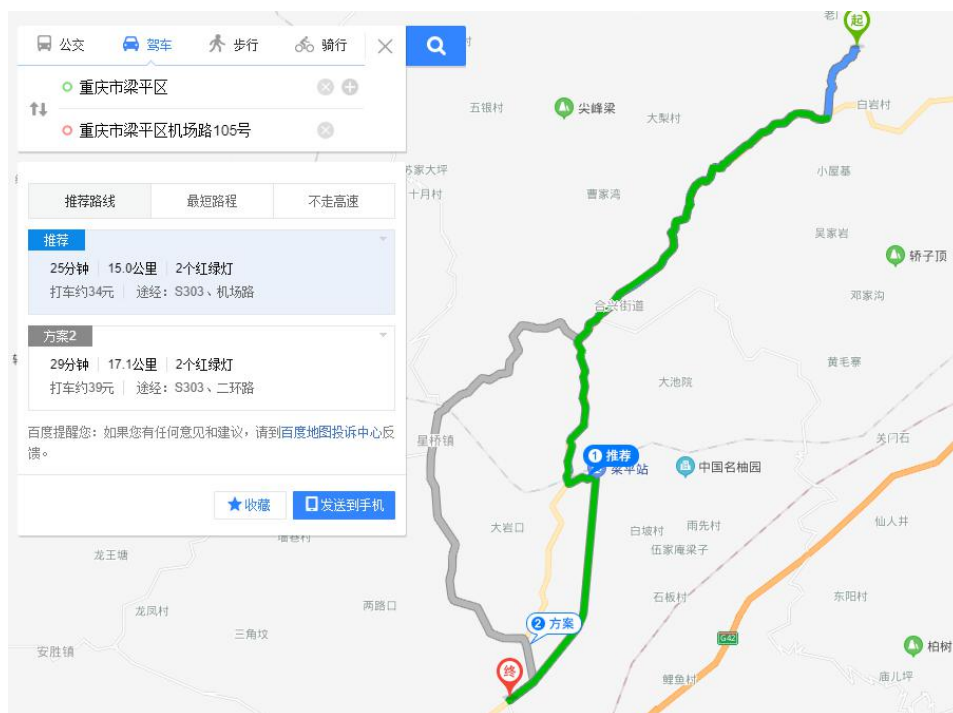 公交
驾车
步行
骑行
重庆市梁平区
重庆市梁平区机场路105号
推荐路线
最短路程
不走高速
推荐
25分钟 15.0公里 2个红绿灯
打车约34元 途经：S303、机场路
方案2
29分钟 17.1公里 2个红绿灯
打车约39元 途经：S303、二环路
百度提醒您：如果您有任何意见和建议，请到百度地图投诉中心反
馈。
收藏
发送到手机
起
白岩村
五银村
尖峰梁
大梨村
小屋基
十月村
曹家湾
吴家岩
轿子顶
邓家沟
合兴街道
黄毛寨
大池院
星桥镇
关门石
1 推荐
梁平站
中国名柚园
大岩口
白坡村
雨先村
仙人井
伍家庵梁子
龙王塘
石板村
东阳村
两路口
龙凤村
2 方案
三角坟
G42
安胜镇
柏树
终
鲤鱼村
庙儿坪